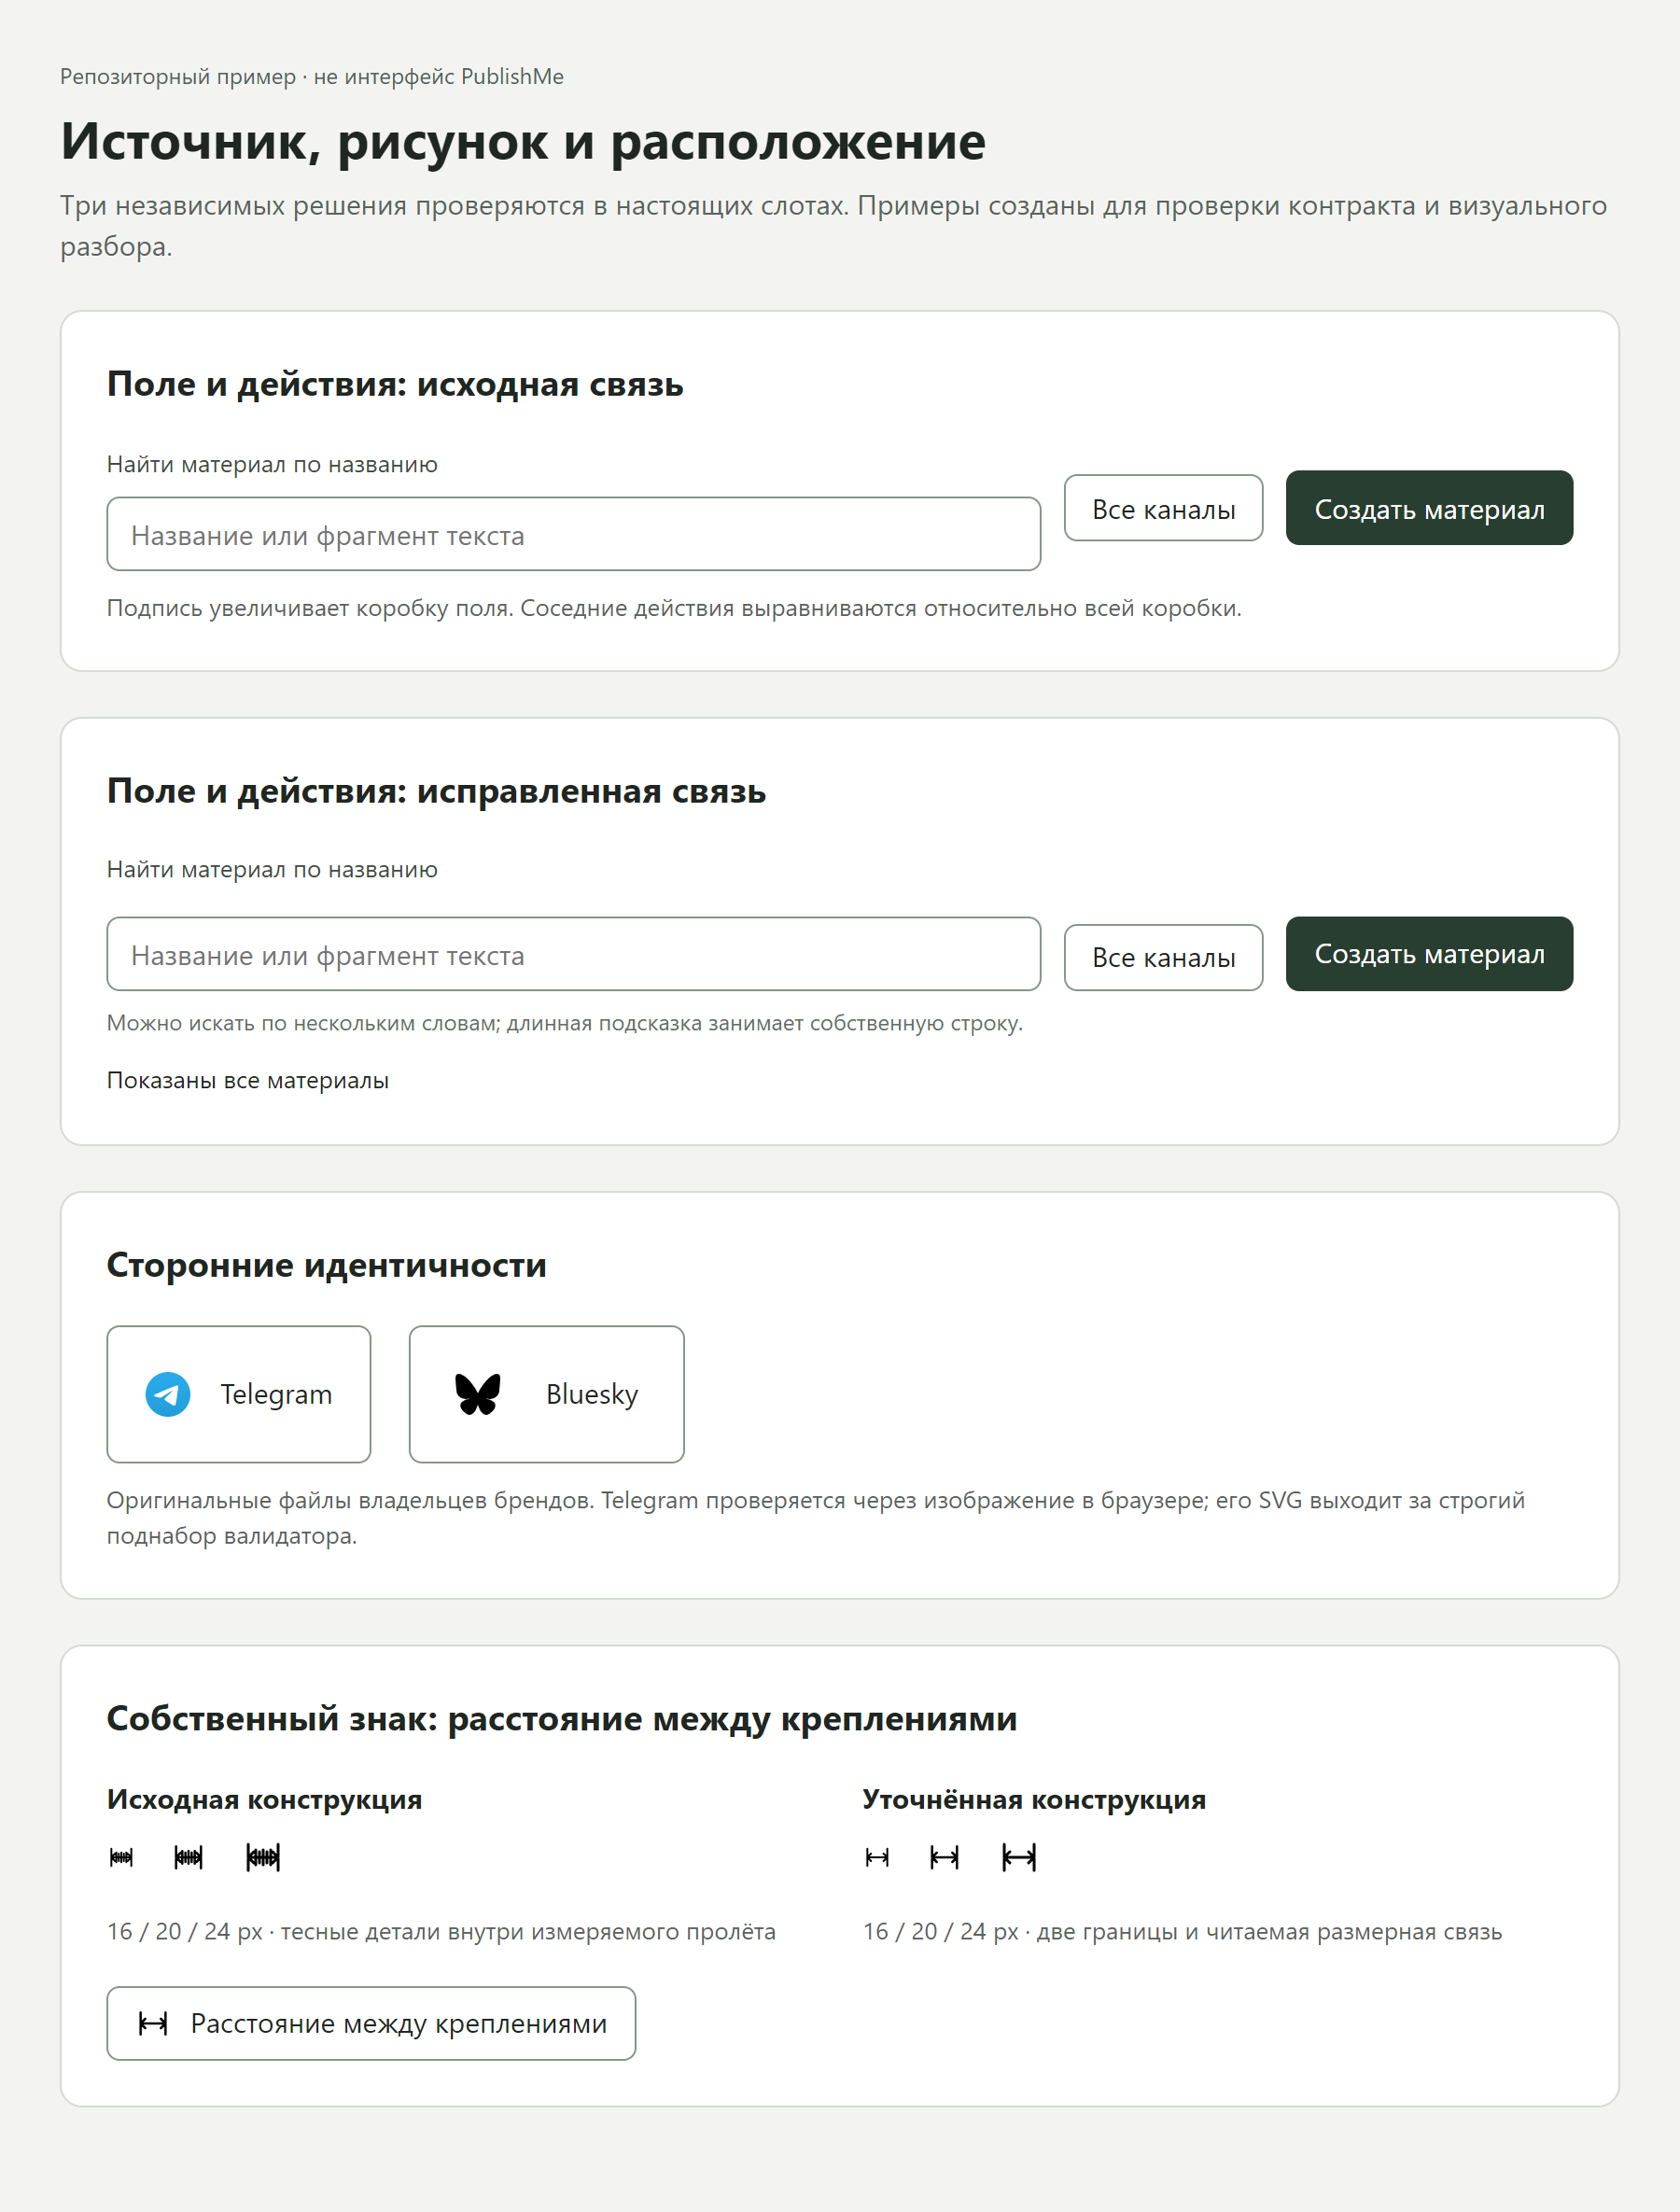 Репозиторный пример · не интерфейс PublishMe
Источник, рисунок и расположение
Три независимых решения проверяются в настоящих слотах. Примеры созданы для проверки контракта и визуального
разбора.
Поле и действия: исходная связь
Найти материал по названию
Название или фрагмент текста
Все каналы
Создать материал
Подпись увеличивает коробку поля. Соседние действия выравниваются относительно всей коробки.
Поле и действия: исправленная связь
Найти материал по названию
Название или фрагмент текста
Все каналы
Создать материал
Можно искать по нескольким словам; длинная подсказка занимает собственную строку.
Показаны все материалы
Сторонние идентичности
Telegram
Bluesky
Оригинальные файлы владельцев брендов. Telegram проверяется через изображение в браузере; его SVG выходит за строгий
поднабор валидатора.
Собственный знак: расстояние между креплениями
Исходная конструкция
16 / 20 / 24 px · тесные детали внутри измеряемого пролёта
Уточнённая конструкция
16 / 20 / 24 px · две границы и читаемая размерная связь
Расстояние между креплениями